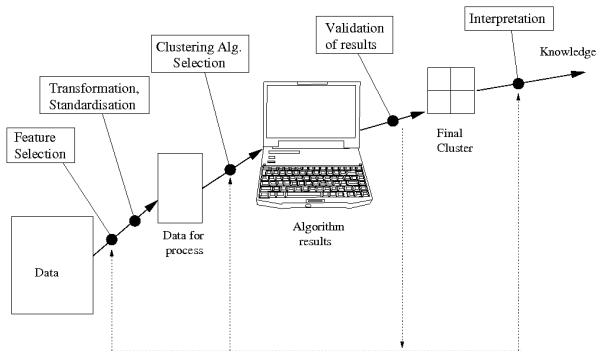 Data
Feature
Selection
Transformation,
Standardisation
Data for
process
Clustering Alg.
Selection
Algorithm
results
Validation
of results
Final
Cluster
Interpretation
Knowledge